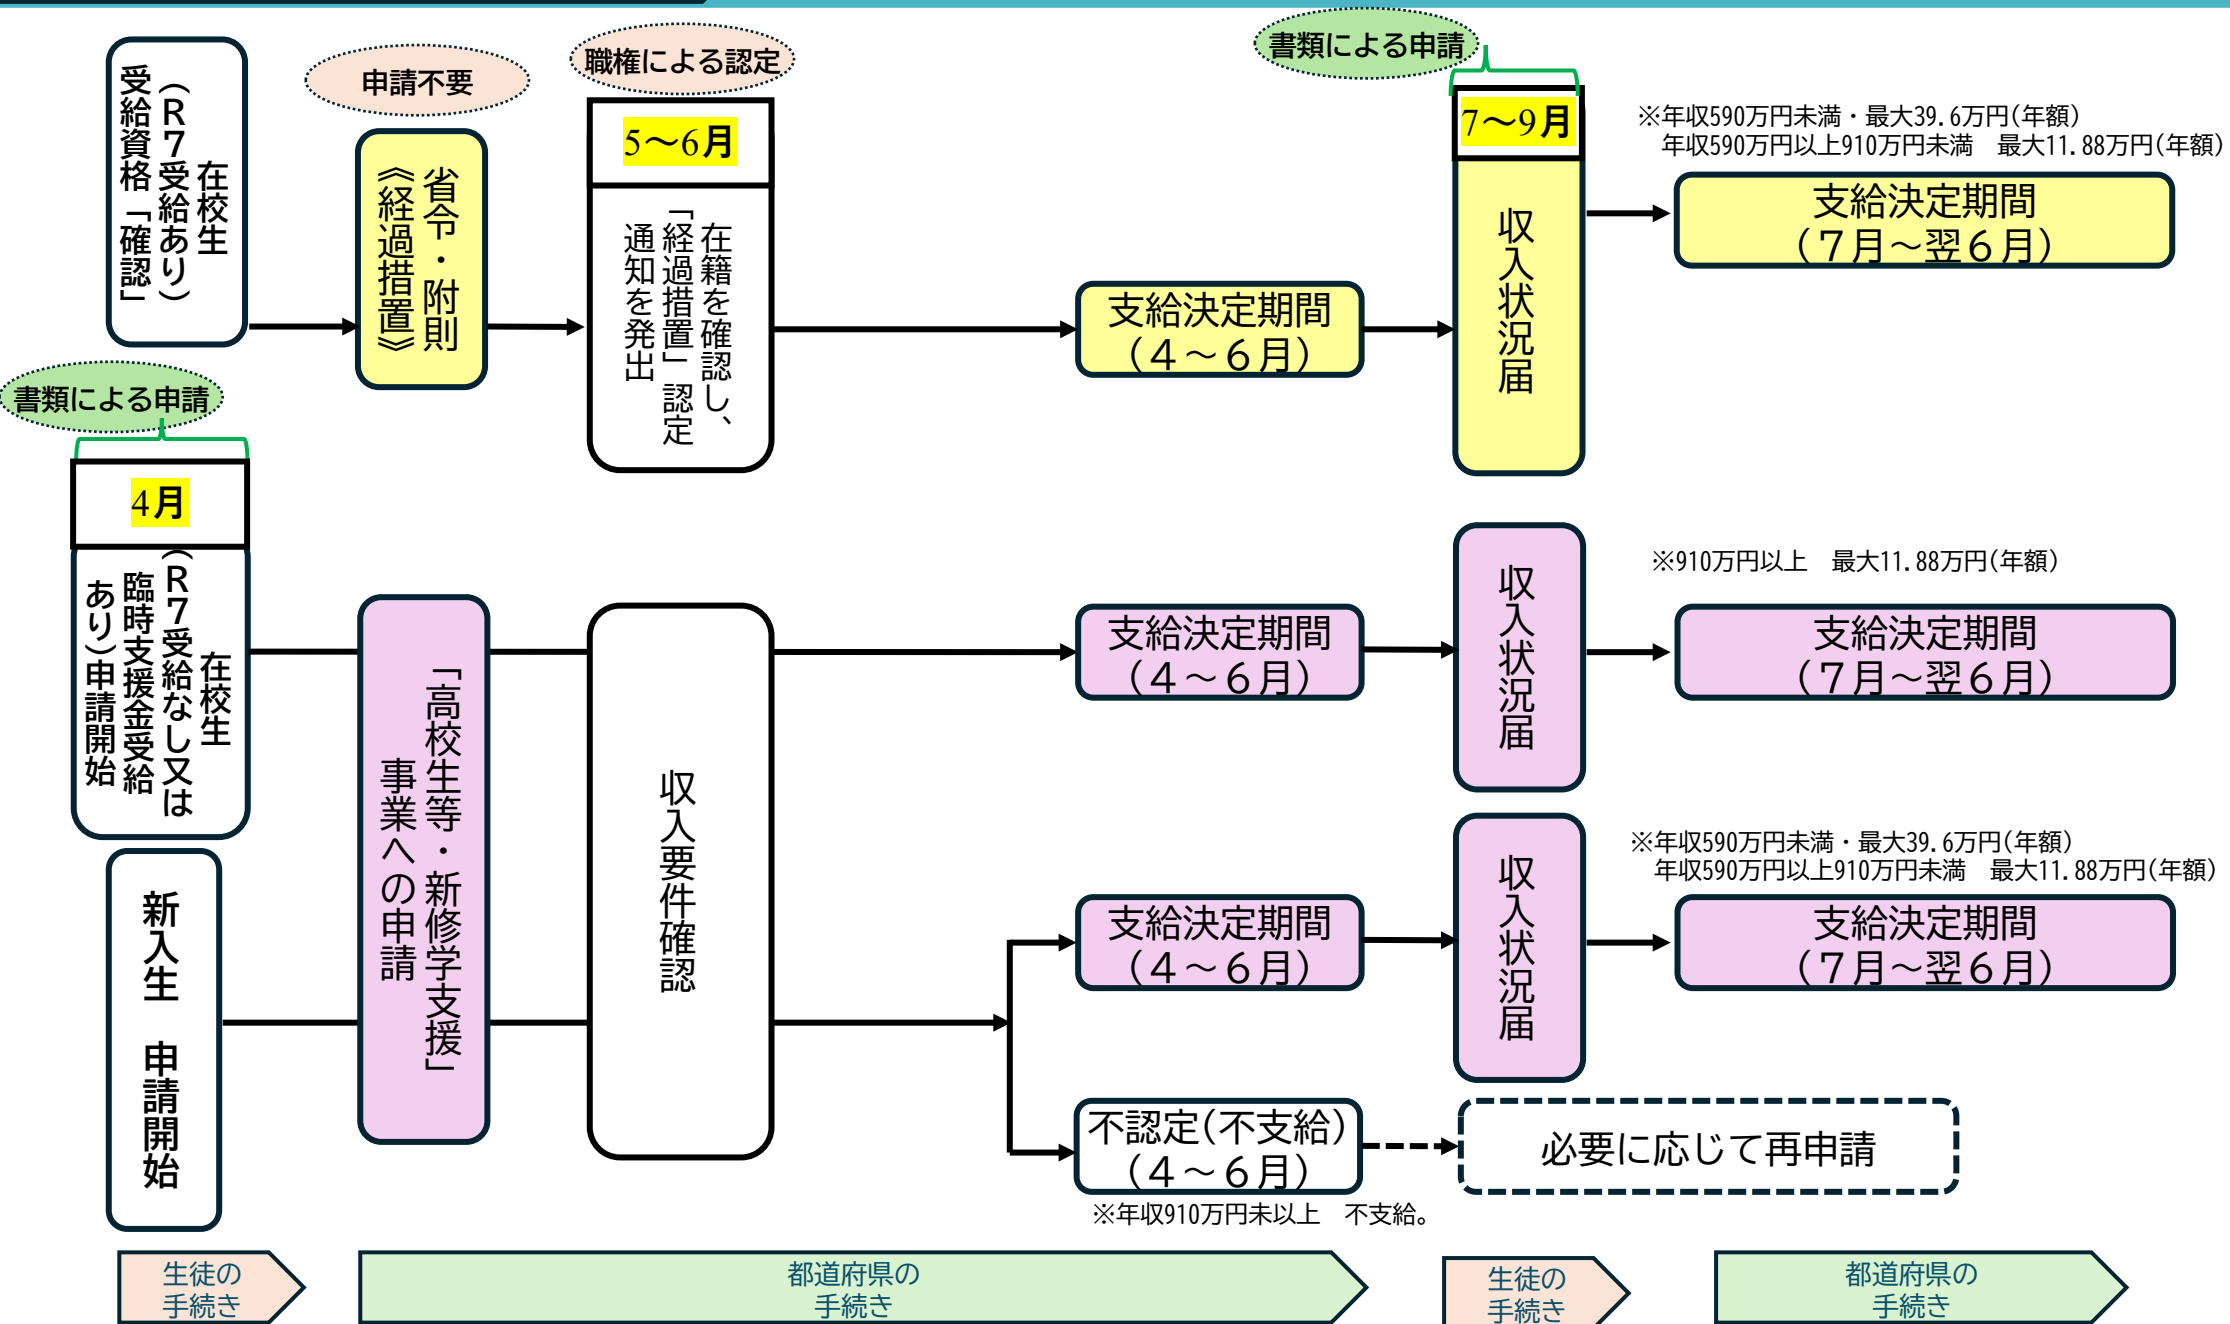 在校生
（Ｒ７受給あり）
受給資格「確認」
申請不要
省令・附則
《経過措置》
職権による認定
5～6月
在籍を確認し、
「経過措置」認定
通知を発出
支給決定期間
（４～６月）
書類による申請
7～9月
収入状況届
※年収590万円未満・最大39.6万円(年額)
年収590万円以上910万円未満　最大11.88万円(年額)
支給決定期間
（７月～翌６月）
書類による申請
4月
在校生
（Ｒ７受給なし又は
臨時支援金受給
あり）申請開始
新入生　申請開始
「高校生等・新修学支援」
事業への申請
収入要件確認
支給決定期間
（４～６月）
収入状況届
※910万円以上　最大11.88万円(年額)
支給決定期間
（７月～翌６月）
支給決定期間
（４～６月）
収入状況届
※年収590万円未満・最大39.6万円(年額)
年収590万円以上910万円未満　最大11.88万円(年額)
支給決定期間
（７月～翌６月）
不認定(不支給)
（４～６月）
※年収910万円未以上　不支給。
必要に応じて再申請
生徒の
手続き
都道府県の
手続き
生徒の
手続き
都道府県の
手続き